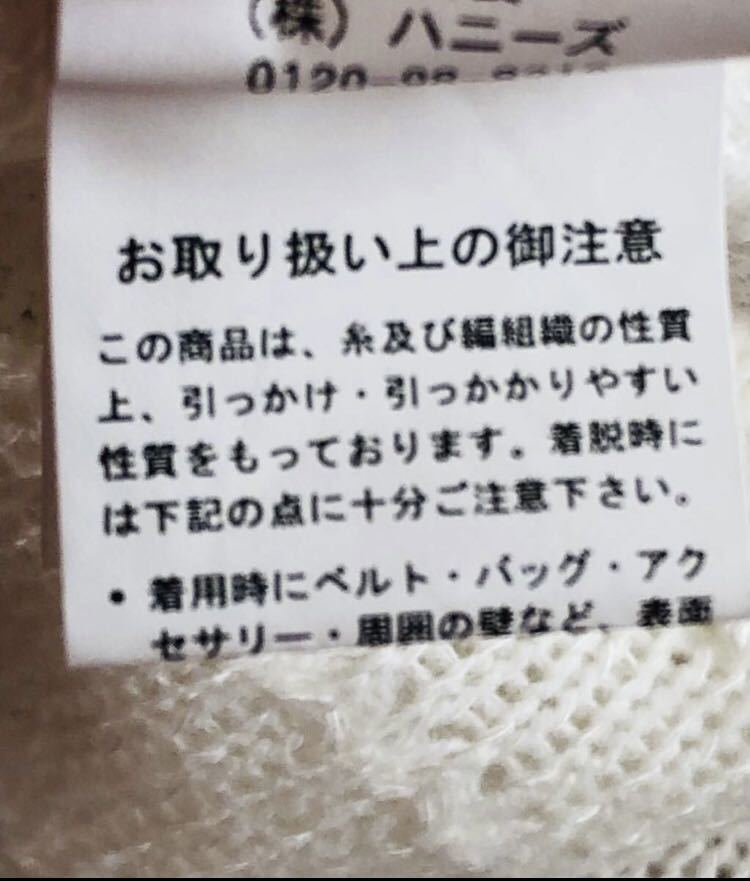 (株) ハニーズ
0120
お取り扱い上の御注意
この商品は、糸及び編組織の性質
上、引っかけ・引っかかりやすい
性質をもっております。着脱時に
は下記の点に十分ご注意下さい。
• 着用時にベルト・バッグ・アク
セサリー・周囲の壁など、表面